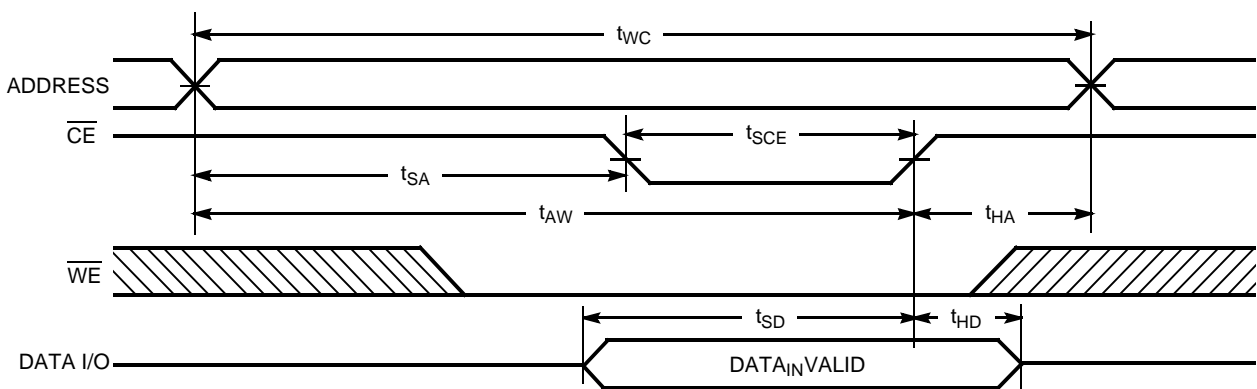 tWC
ADDRESS
CE
tSCE
tSA
tAW
tHA
WE
tSD
tHD
DATA I/O
DATAINVALID